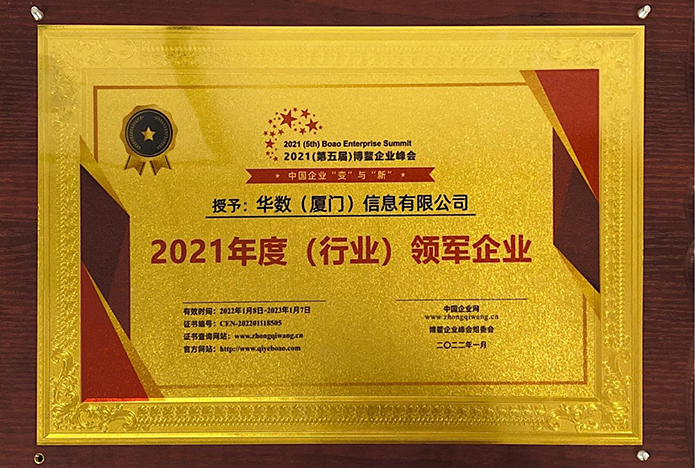 2021 (5th) Boao Enterprise Summit
2021(第五届)博鳌企业峰会
中国企业“变”与“新”
授予：华数（厦门）信息有限公司
2021年度（行业）领军企业
有效时间：2022年1月8日-2023年1月7日
证书编号：CEN-202201118S05
证书查询网站：www.zhongqiwang.cn
官方网站：http://www.qiyeboao.com
中国企业网
www.zhongqiwang.cn
博鳌企业峰会组委会
二〇二二年一月